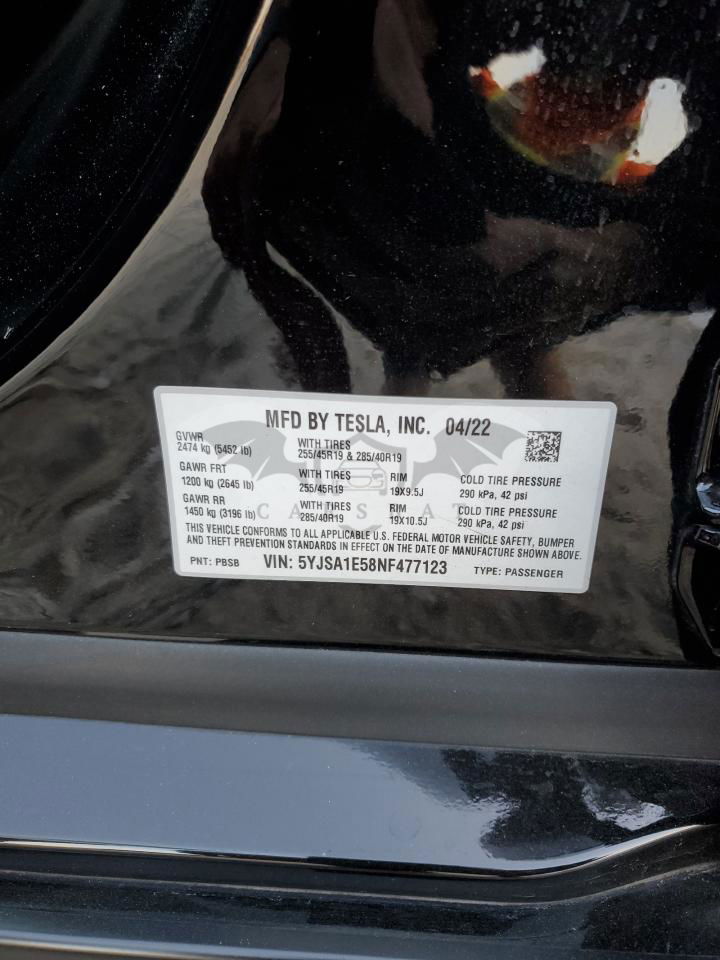 MFD BY TESLA, INC. 04/22
GVWR
2474 kg (5452 lb)
WITH TIRES
255/45R19 & 285/40R19
GAWR FRT
1200 kg (2645 lb)
WITH TIRES
255/45R19
RIM
19X9.5J
COLD TIRE PRESSURE
290 kPa, 42 psi
GAWR RR
1450 kg (3196 lb)
WITH TIRES
285/40R19
RIM
19X10.5J
COLD TIRE PRESSURE
290 kPa, 42 psi
THIS VEHICLE CONFORMS TO ALL APPLICABLE U.S. FEDERAL MOTOR VEHICLE SAFETY, BUMPER
AND THEFT PREVENTION STANDARDS IN EFFECT ON THE DATE OF MANUFACTURE SHOWN ABOVE.
PNT: PBSB VIN: 5YJSA1E58NF477123 TYPE: PASSENGER